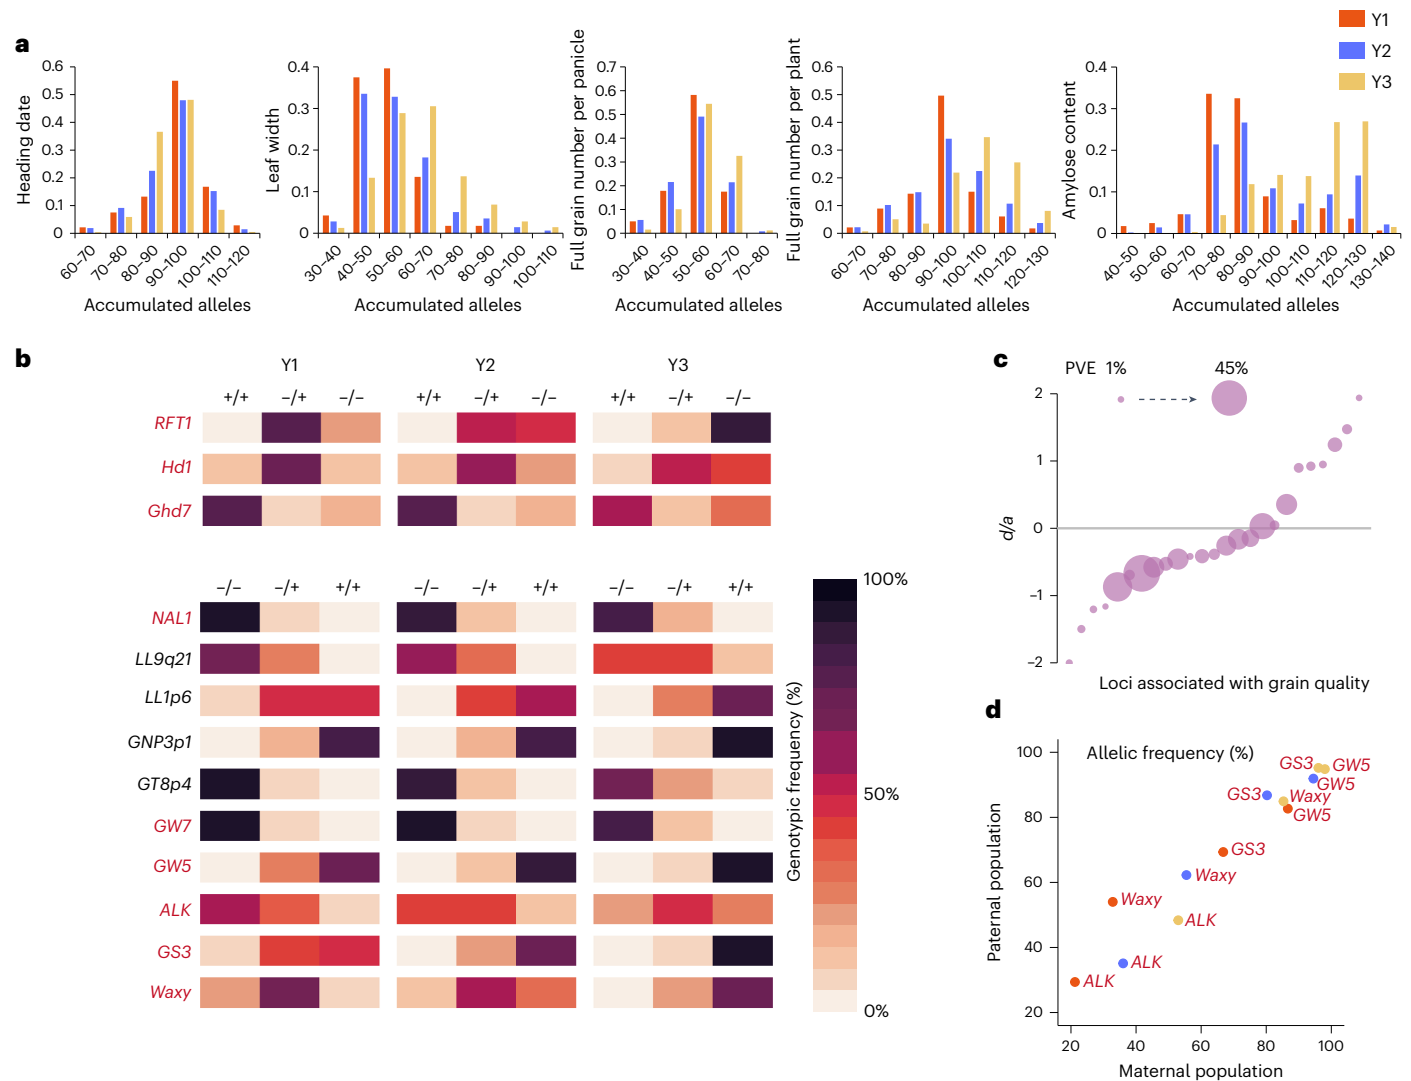 a
Y1
Y2
Y3
Heading date
0.6
0.5
0.4
0.3
0.2
0.1
0
60–70
70–80
80–90
90–100
100–110
110–120
Accumulated alleles
Leaf width
0.4
0.3
0.2
0.1
0
30–40
40–50
50–60
60–70
70–80
80–90
90–100
100–110
Accumulated alleles
Full grain number per panicle
0.7
0.6
0.5
0.4
0.3
0.2
0.1
0
30–40
40–50
50–60
60–70
70–80
Accumulated alleles
Full grain number per plant
0.6
0.5
0.4
0.3
0.2
0.1
0
60–70
70–80
80–90
90–100
100–110
110–120
120–130
Accumulated alleles
Amylose content
0.4
0.3
0.2
0.1
0
40–50
50–60
60–70
70–80
80–90
90–100
100–110
110–120
120–130
130–140
Accumulated alleles
b
Y1 Y2 Y3
+/+ –/+ –/– +/+ –/+ –/– +/+ –/+ –/–
RFT1
Hd1
Ghd7
–/– –/+ +/+ –/– –/+ +/+ –/– –/+ +/+
NAL1
LL9q21
LL1p6
GNP3p1
GT8p4
GW7
GW5
ALK
GS3
Waxy
Genotypic frequency (%)
100%
50%
0%
c
PVE 1% 45%
d/a
2
1
0
–1
–2
Loci associated with grain quality
d
Allelic frequency (%)
Paternal population
100
80
60
40
20
GS3 GW5
GW5
GS3 Waxy
GW5
GS3
Waxy
Waxy
ALK
ALK
ALK
20 40 60 80 100
Maternal population